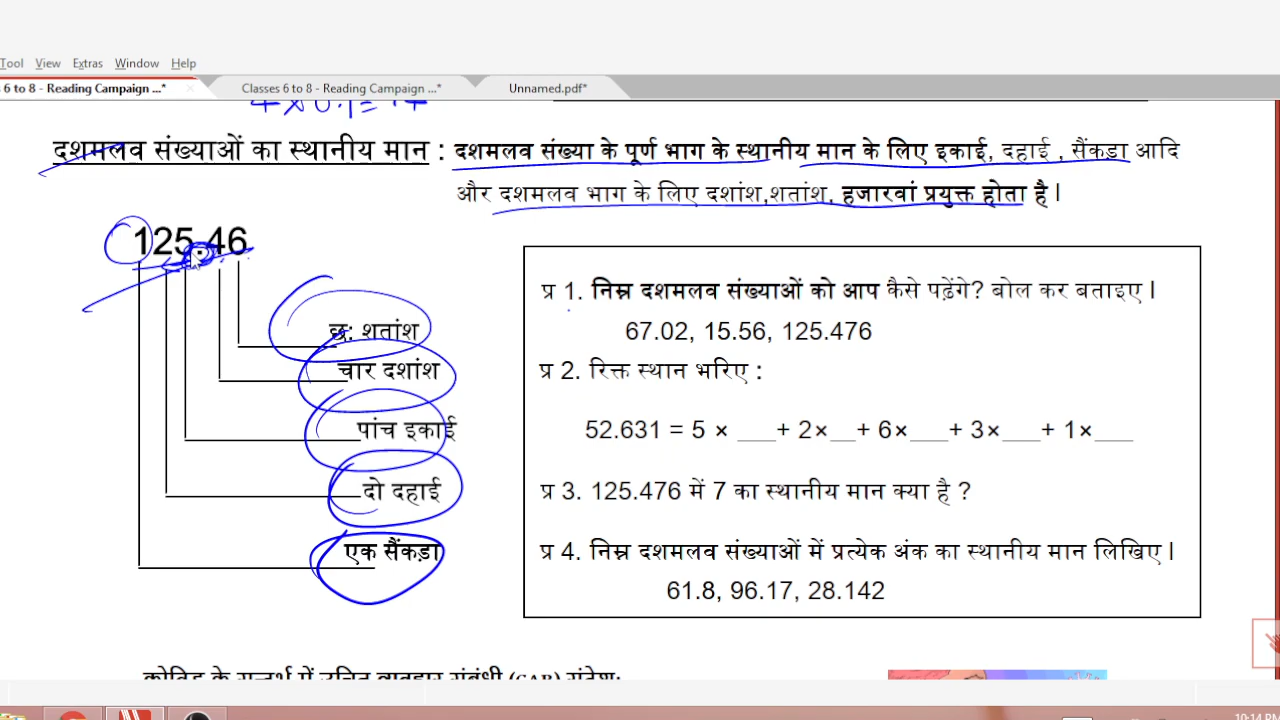 Tool View Extras Window Help
6 to 8 - Reading Campaign ...* Classes 6 to 8 - Reading Campaign ...* Unnamed.pdf*
दशमलव संख्याओं का स्थानीय मान : दशमलव संख्या के पूर्ण भाग के स्थानीय मान के लिए इकाई, दहाई , सैंकड़ा आदि
और दशमलव भाग के लिए दशांश,शतांश, हजारवां प्रयुक्त होता है |
125.46
छ: शतांश
चार दशांश
पांच इकाई
दो दहाई
एक सैंकड़ा
प्र 1. निम्न दशमलव संख्याओं को आप कैसे पढ़ेंगे? बोल कर बताइए |
67.02, 15.56, 125.476
प्र 2. रिक्त स्थान भरिए :
52.631 = 5 × ___+ 2×__+ 6×___+ 3×___+ 1×___
प्र 3. 125.476 में 7 का स्थानीय मान क्या है ?
प्र 4. निम्न दशमलव संख्याओं में प्रत्येक अंक का स्थानीय मान लिखिए |
61.8, 96.17, 28.142
10:14 PM